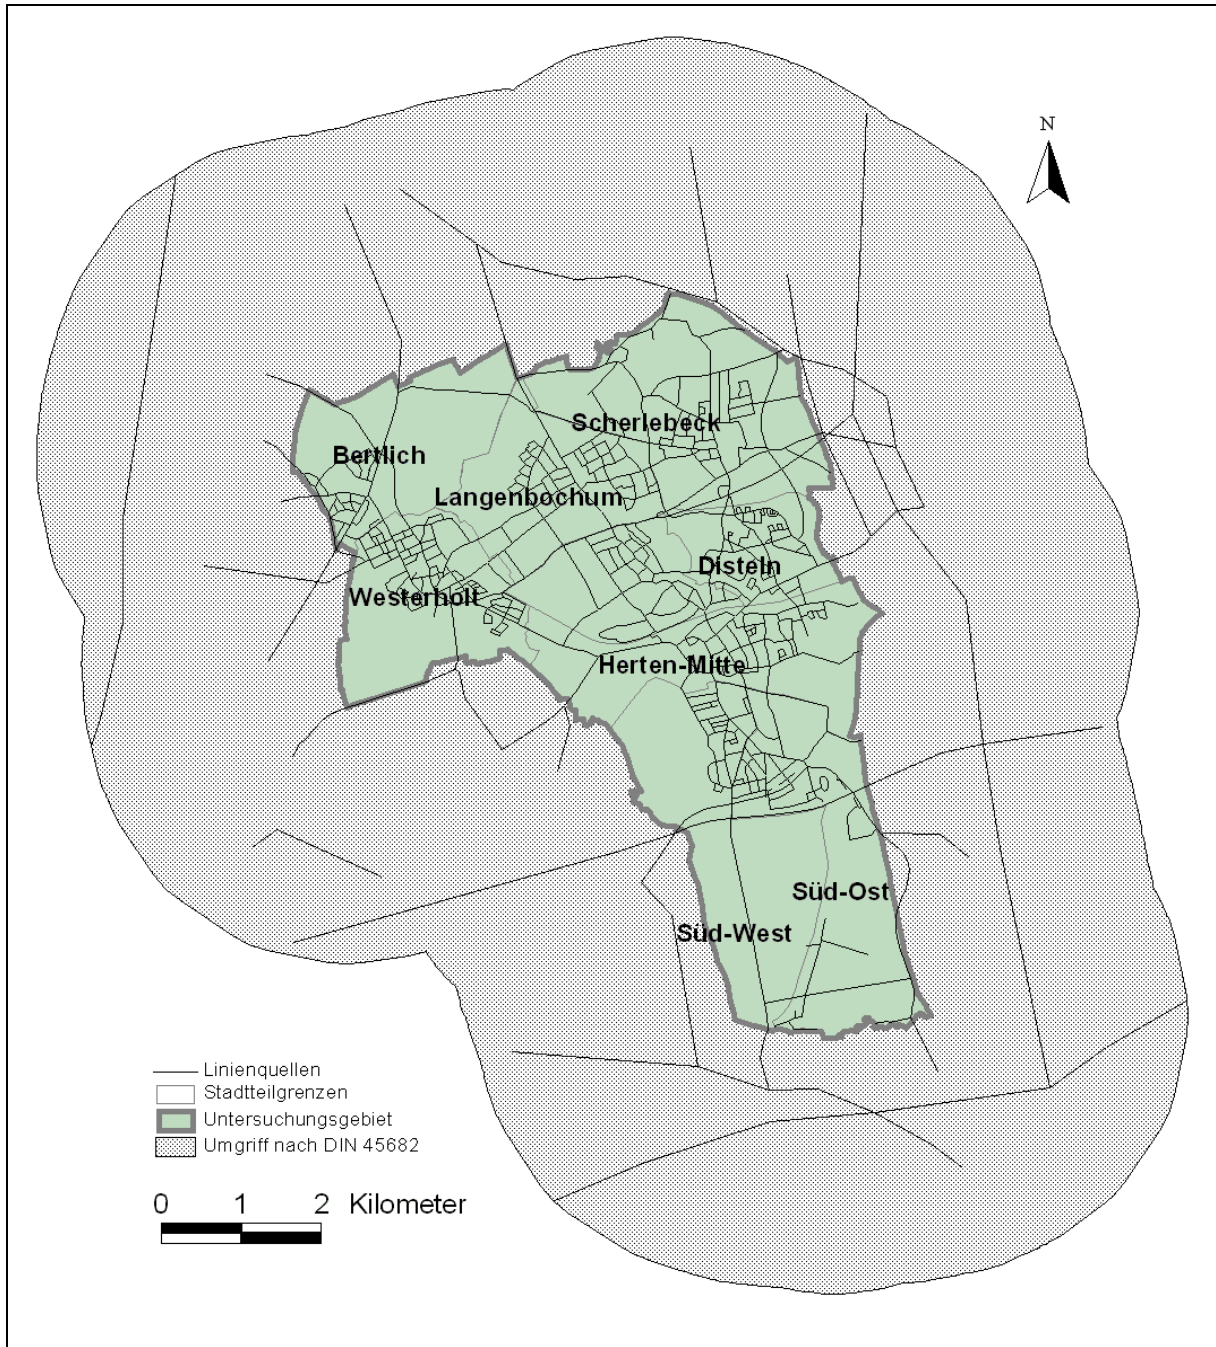 N
Scherlebeck
Bertlich
Langenbochum
Disteln
Westerholt
Herten-Mitte
Süd-Ost
Süd-West
Linienquellen
Stadtteilgrenzen
Untersuchungsgebiet
Umgriff nach DIN 45682
0 1 2 Kilometer